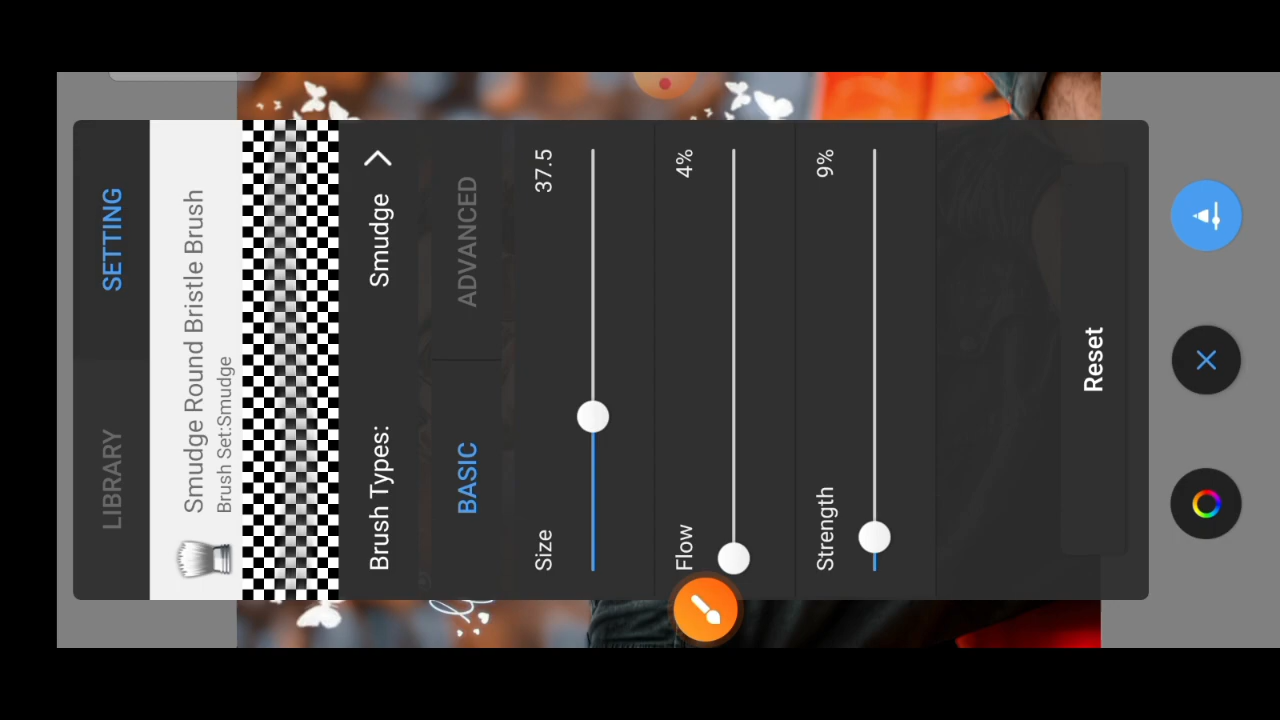 LIBRARY
SETTING
Smudge Round Bristle Brush
Brush Set:Smudge
Brush Types:
Smudge
BASIC
ADVANCED
Size
37.5
Flow
4%
Strength
9%
Reset